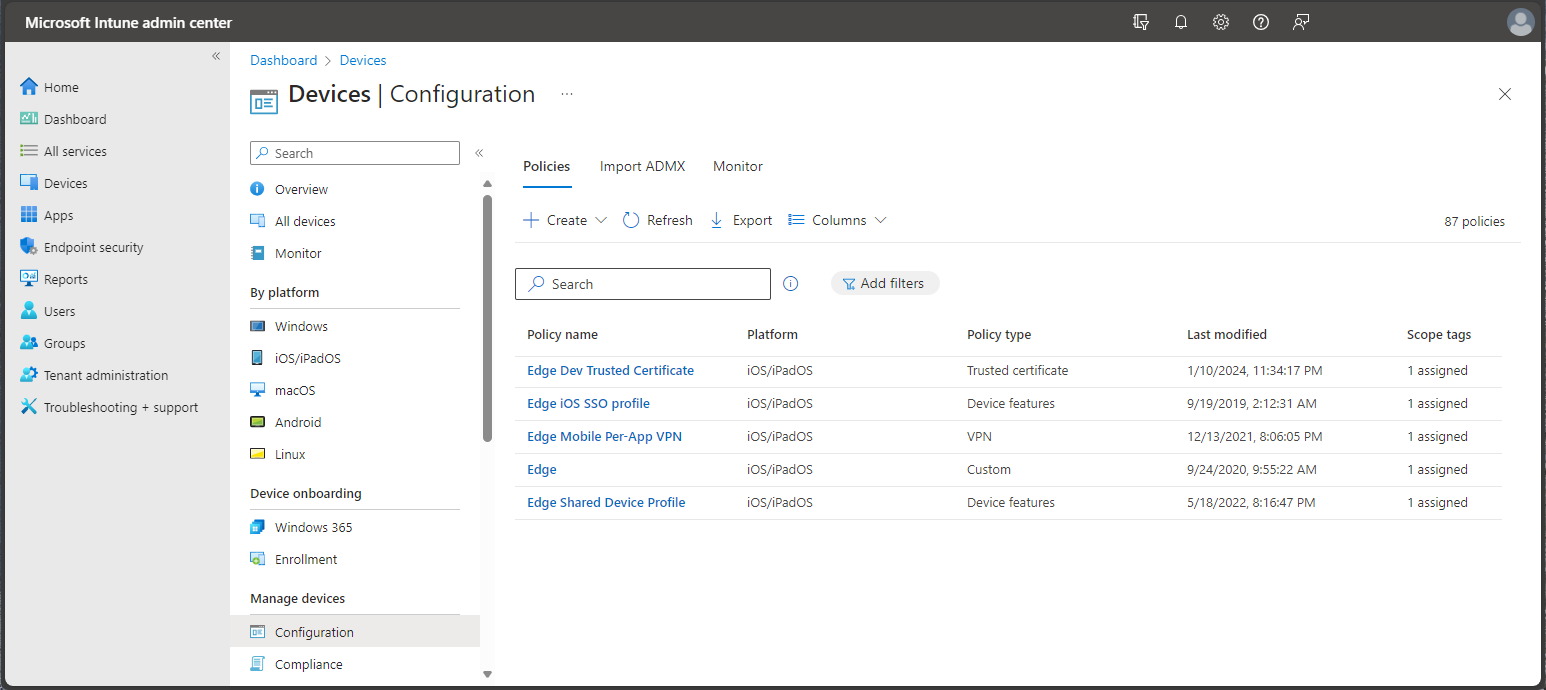 Microsoft Intune admin center
Home
Dashboard
All services
Devices
Apps
Endpoint security
Reports
Users
Groups
Tenant administration
Troubleshooting + support
Dashboard > Devices
Devices | Configuration ...
Search
Overview
All devices
Monitor
By platform
Windows
iOS/iPadOS
macOS
Android
Linux
Device onboarding
Windows 365
Enrollment
Manage devices
Configuration
Compliance
Policies Import ADMX Monitor
Create Refresh Export Columns 87 policies
Search Add filters
Policy name Platform Policy type Last modified Scope tags
Edge Dev Trusted Certificate iOS/iPadOS Trusted certificate 1/10/2024, 11:34:17 PM 1 assigned
Edge iOS SSO profile iOS/iPadOS Device features 9/19/2019, 2:12:31 AM 1 assigned
Edge Mobile Per-App VPN iOS/iPadOS VPN 12/13/2021, 8:06:05 PM 1 assigned
Edge iOS/iPadOS Custom 9/24/2020, 9:55:22 AM 1 assigned
Edge Shared Device Profile iOS/iPadOS Device features 5/18/2022, 8:16:47 PM 1 assigned